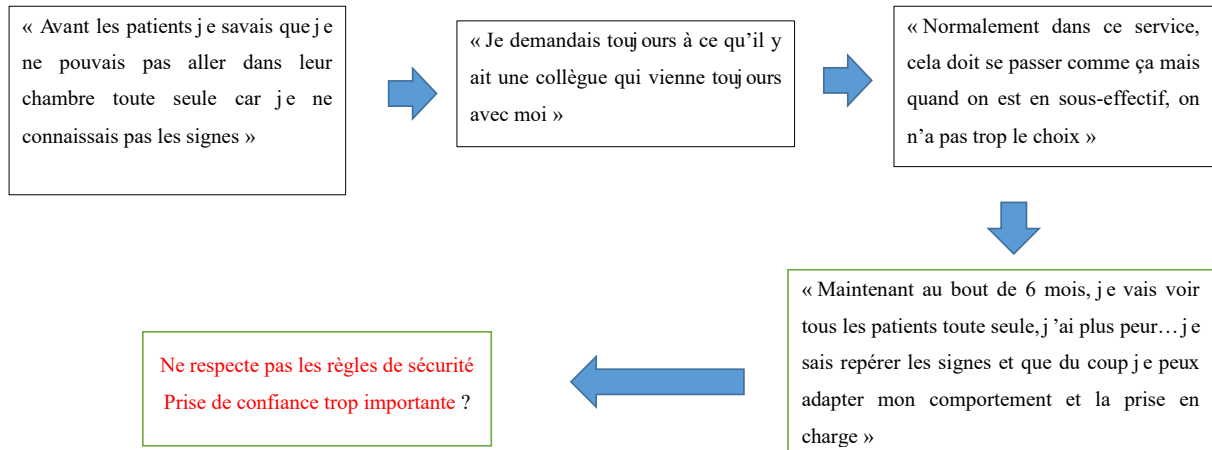 « Avant les patients je savais que je
ne pouvais pas aller dans leur
chambre toute seule car je ne
connaissais pas les signes »
« Je demandais toujours à ce qu’il y
ait une collègue qui vienne toujours
avec moi »
« Normalement dans ce service,
cela doit se passer comme ça mais
quand on est en sous-effectif, on
n’a pas trop le choix »
« Maintenant au bout de 6 mois, je vais voir
tous les patients toute seule, j’ai plus peur…je
sais repérer les signes et que du coup je peux
adapter mon comportement et la prise en
charge »
Ne respecte pas les règles de sécurité
Prise de confiance trop importante ?